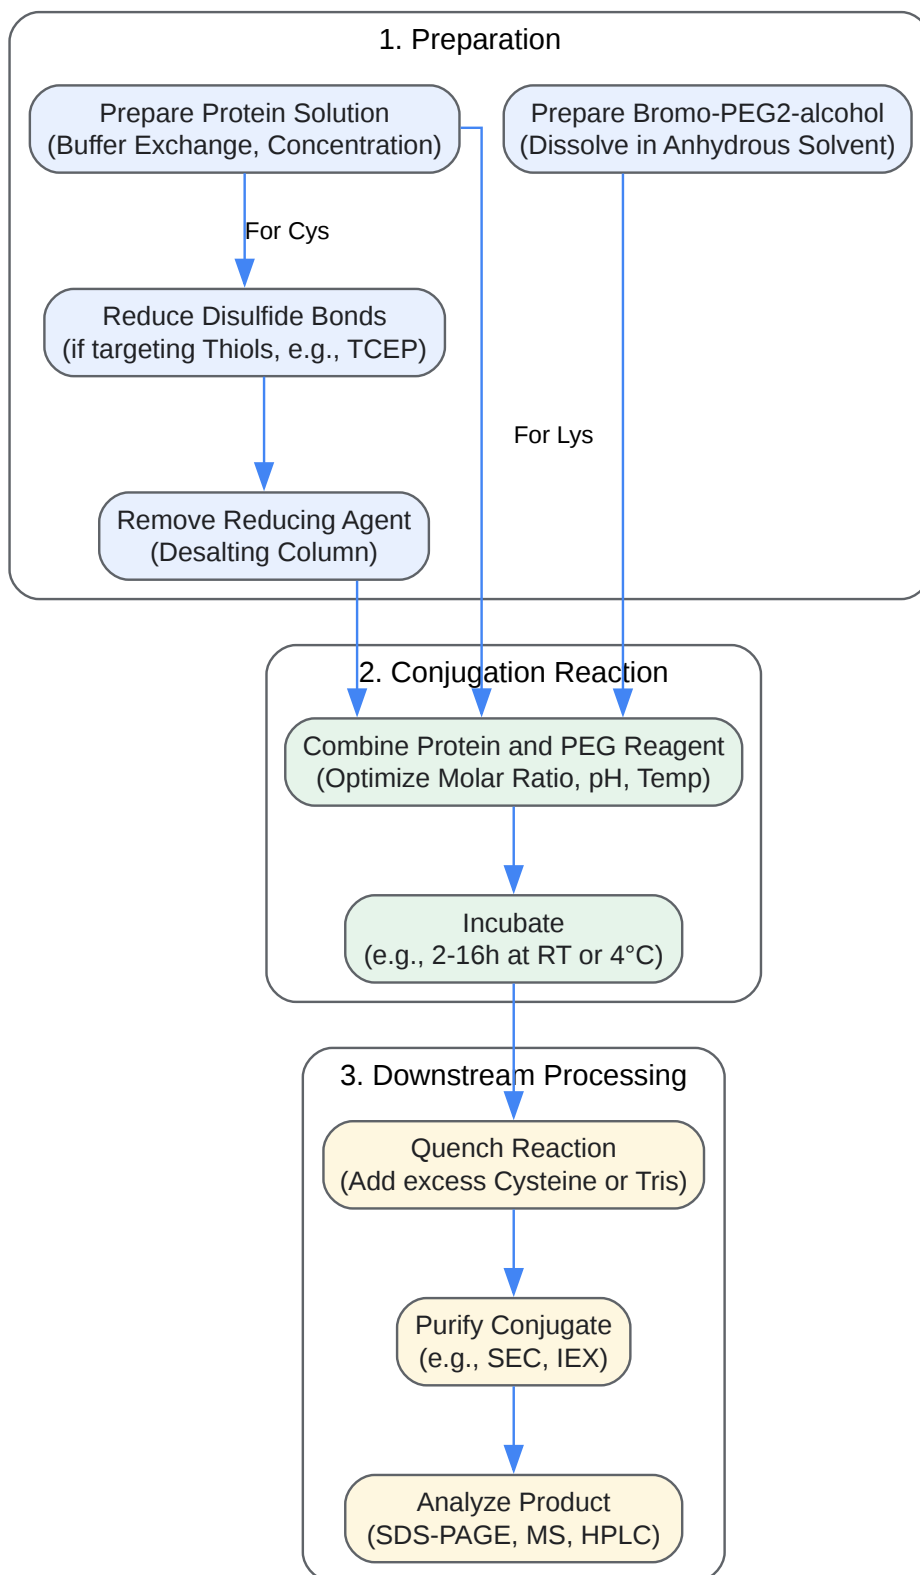 1. Preparation
Prepare Protein Solution
(Buffer Exchange, Concentration)
Prepare Bromo-PEG2-alcohol
(Dissolve in Anhydrous Solvent)
For Cys
Reduce Disulfide Bonds
(if targeting Thiols, e.g., TCEP)
For Lys
Remove Reducing Agent
(Desalting Column)
2. Conjugation Reaction
Combine Protein and PEG Reagent
(Optimize Molar Ratio, pH, Temp)
Incubate
(e.g., 2-16h at RT or 4°C)
3. Downstream Processing
Quench Reaction
(Add excess Cysteine or Tris)
Purify Conjugate
(e.g., SEC, IEX)
Analyze Product
(SDS-PAGE, MS, HPLC)